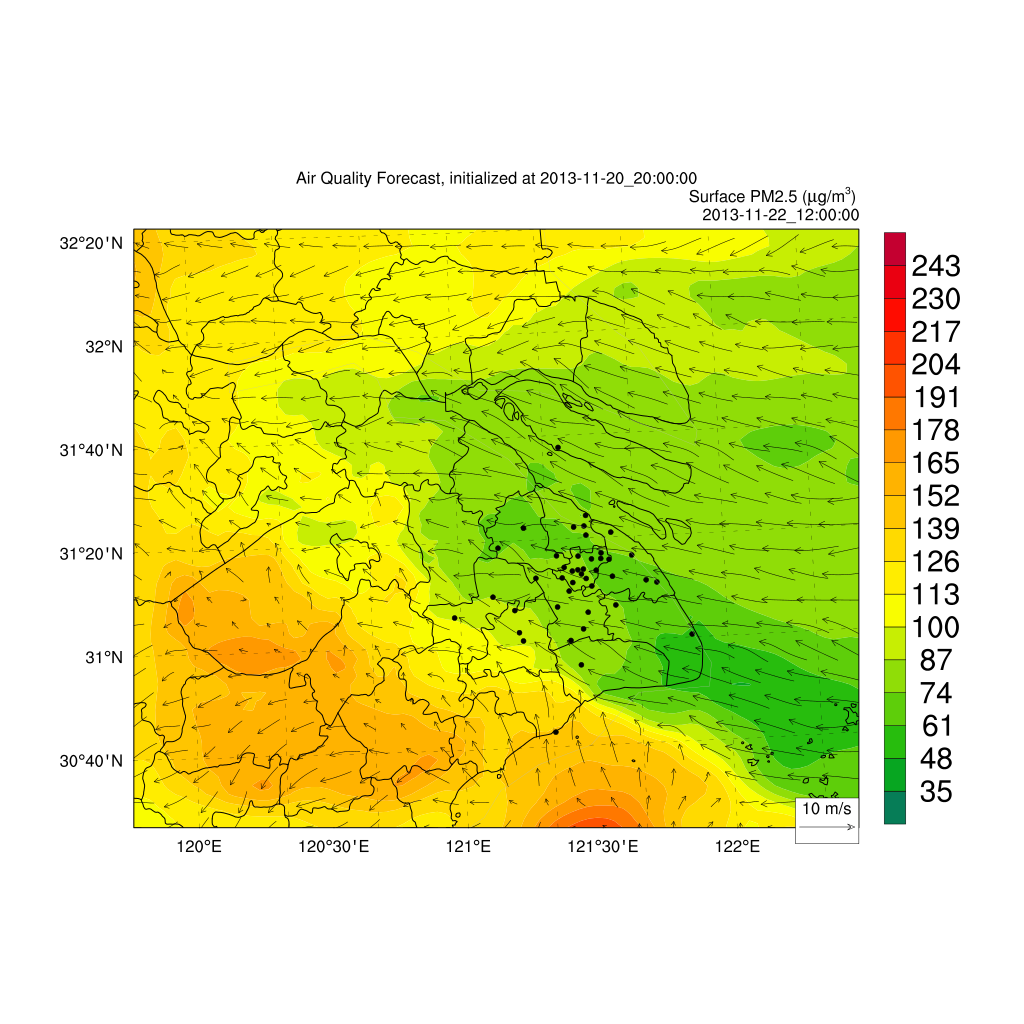 Air Quality Forecast, initialized at 2013-11-20_20:00:00
Surface PM2.5 (μg/m³)
2013-11-22_12:00:00
32°20'N
32°N
31°40'N
31°20'N
31°N
30°40'N
120°E
120°30'E
121°E
121°30'E
122°E
10 m/s
243
230
217
204
191
178
165
152
139
126
113
100
87
74
61
48
35